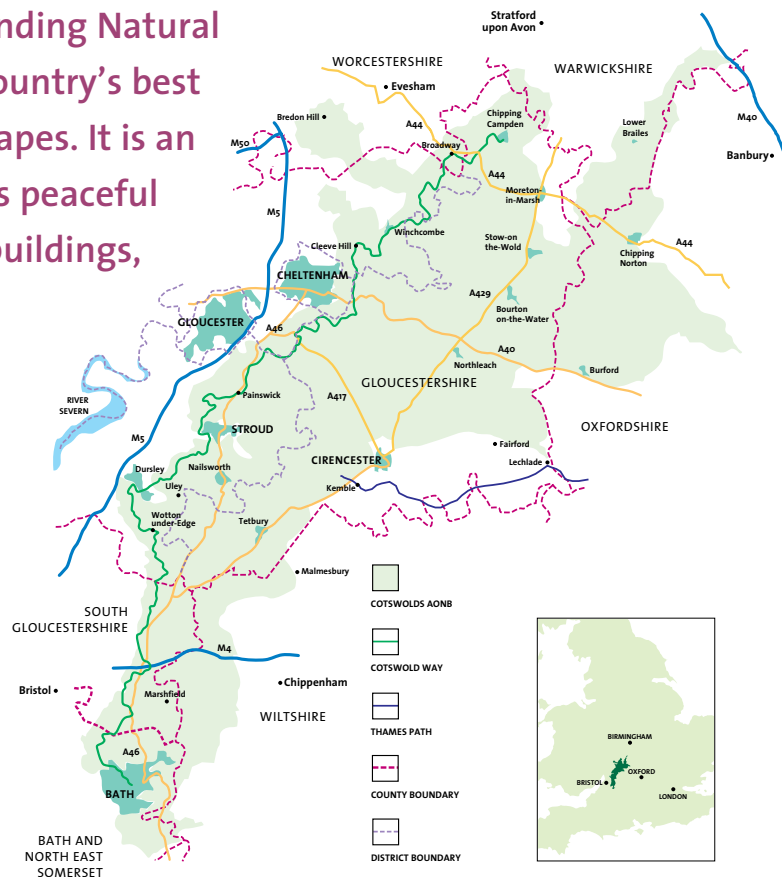 nding Natural
ountry's best
apes. It is an
s peaceful
buildings,
Stratford
upon Avon
WORCESTERSHIRE
WARWICKSHIRE
Evesham
M40
Bredon Hill
A44
Chipping
Campden
Lower
Brailes
M50
Broadway
Banbury
A44
Moreton-
in-Marsh
M5
Winchcombe
Stow-on
the-Wold
Cleeve Hill
A44
Chipping
Norton
CHELTENHAM
A429
Bourton
on-the-Water
GLOUCESTER
A46
A40
Northleach
Burford
GLOUCESTERSHIRE
RIVER
SEVERN
Painswick
A417
OXFORDSHIRE
STROUD
M5
Fairford
CIRENCESTER
Lechlade
Dursley
Nailsworth
Uley
Kemble
Wotton
under-Edge
Tetbury
Malmesbury
COTSWOLDS AONB
SOUTH
GLOUCESTERSHIRE
COTSWOLD WAY
M4
Bristol
Marshfield
Chippenham
WILTSHIRE
THAMES PATH
A46
BATH
COUNTY BOUNDARY
BATH AND
NORTH EAST
SOMERSET
DISTRICT BOUNDARY
BIRMINGHAM
OXFORD
BRISTOL
LONDON